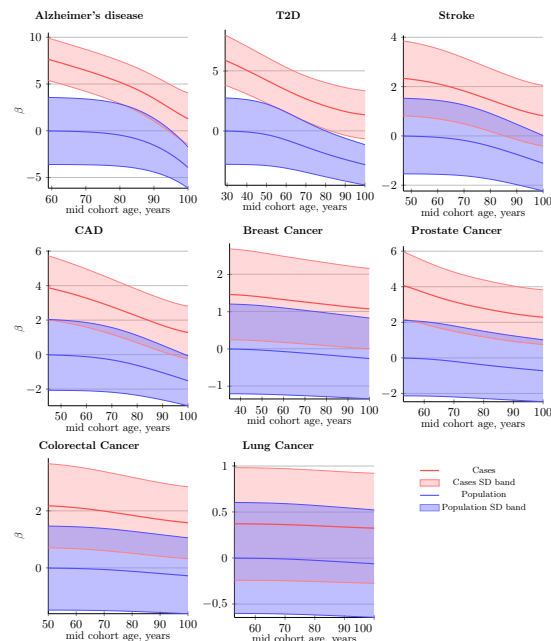 Alzheimer's disease
T2D
Stroke
10
5
0
−5
β
60 70 80 90 100
mid cohort age, years
5
0
30 40 50 60 70 80 90 100
mid cohort age, years
4
2
0
−2
50 60 70 80 90 100
mid cohort age, years
CAD
Breast Cancer
Prostate Cancer
6
4
2
0
−2
β
50 60 70 80 90 100
mid cohort age, years
2
1
0
−1
40 50 60 70 80 90 100
mid cohort age, years
6
4
2
0
−2
60 70 80 90 100
mid cohort age, years
Colorectal Cancer
Lung Cancer
2
0
β
50 60 70 80 90 100
mid cohort age, years
1
0.5
0
−0.5
60 70 80 90 100
mid cohort age, years
Cases
Cases SD band
Population
Population SD band